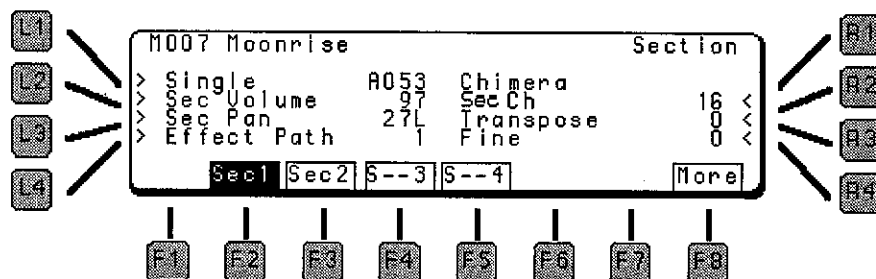 M007 Moonrise Section
> Single A053 Chimera
> Sec Volume 97 Sec Ch 16 <
> Sec Pan 27L Transpose 0 <
> Effect Path 1 Fine 0 <
Sec1 Sec2 S--3 S--4 More
L1
L2
L3
L4
R1
R2
R3
R4
F1 F2 F3 F4 F5 F6 F7 F8